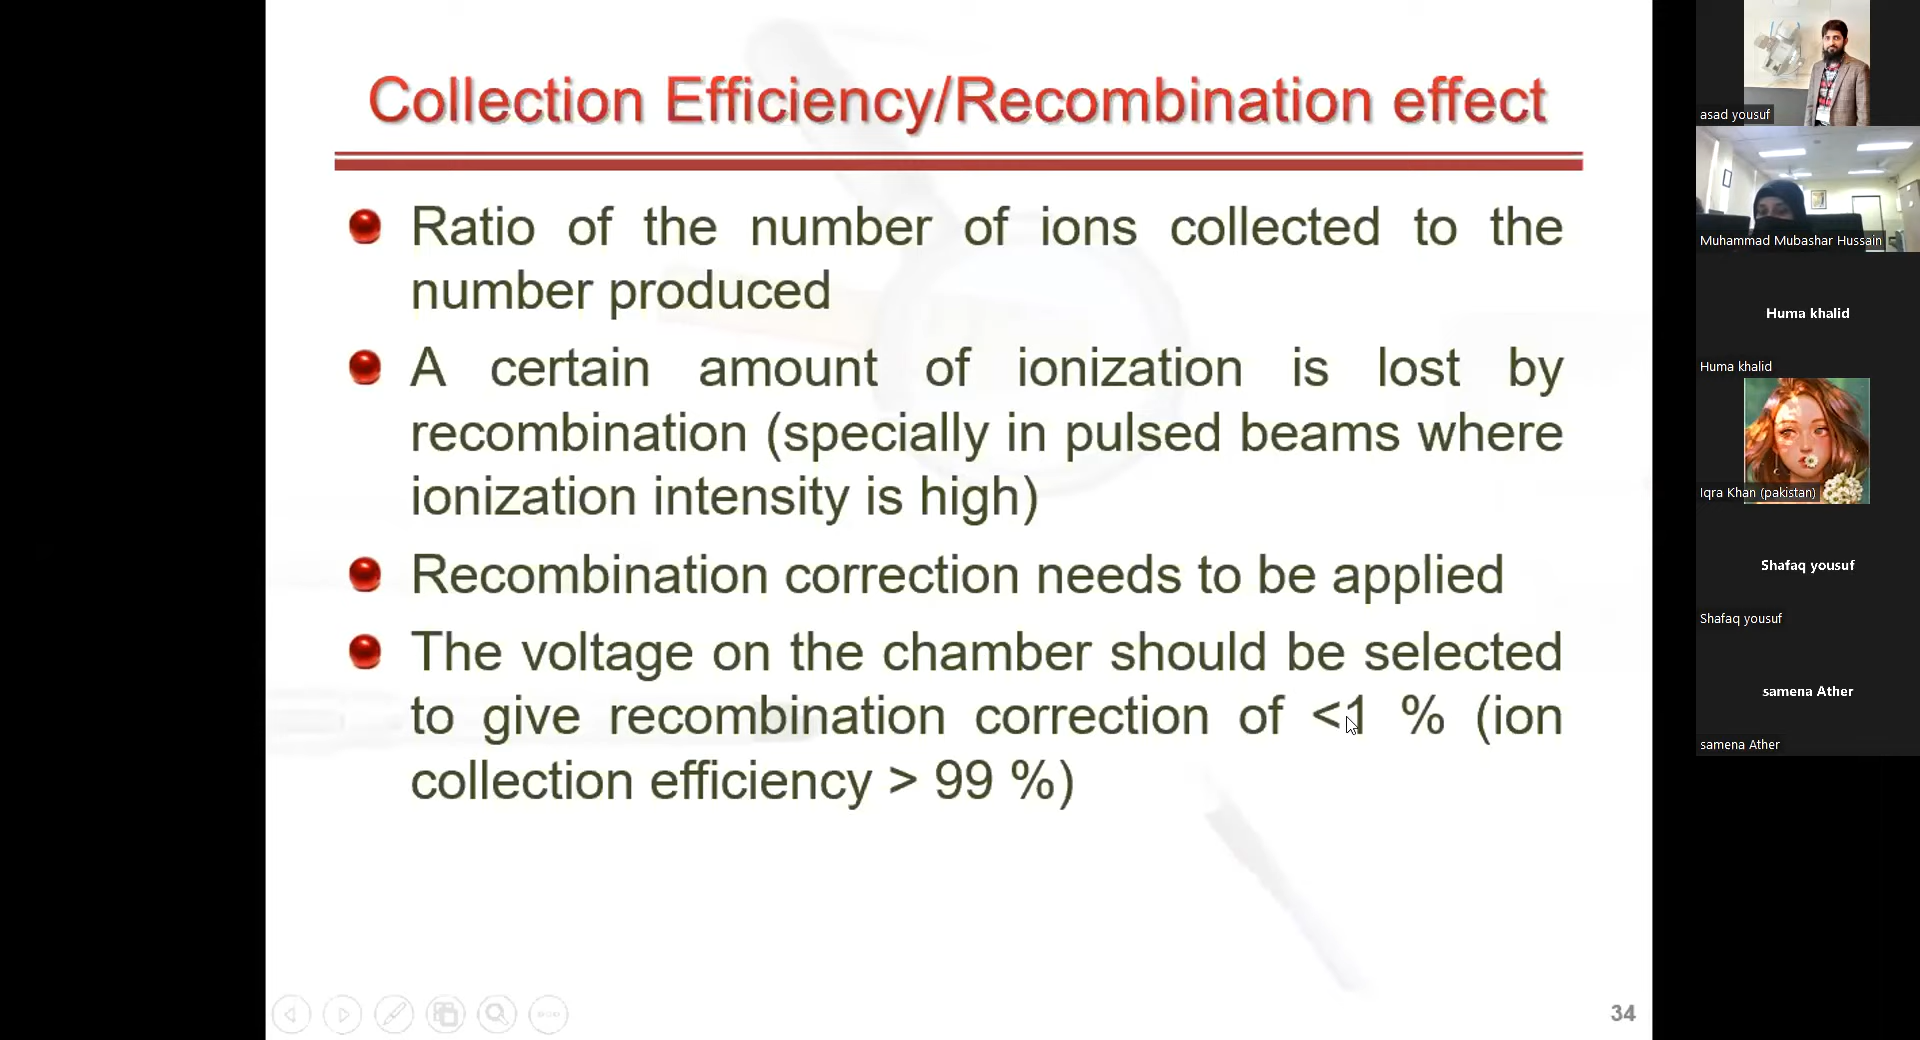 Collection Efficiency/Recombination effect
Ratio of the number of ions collected to the
number produced
A certain amount of ionization is lost by
recombination (specially in pulsed beams where
ionization intensity is high)
Recombination correction needs to be applied
The voltage on the chamber should be selected
to give recombination correction of <1 % (ion
collection efficiency > 99 %)
34
asad yousuf
Muhammad Mubashar Hussain
Huma khalid
Huma khalid
Iqra Khan (pakistan)
Shafaq yousuf
Shafaq yousuf
samena Ather
samena Ather